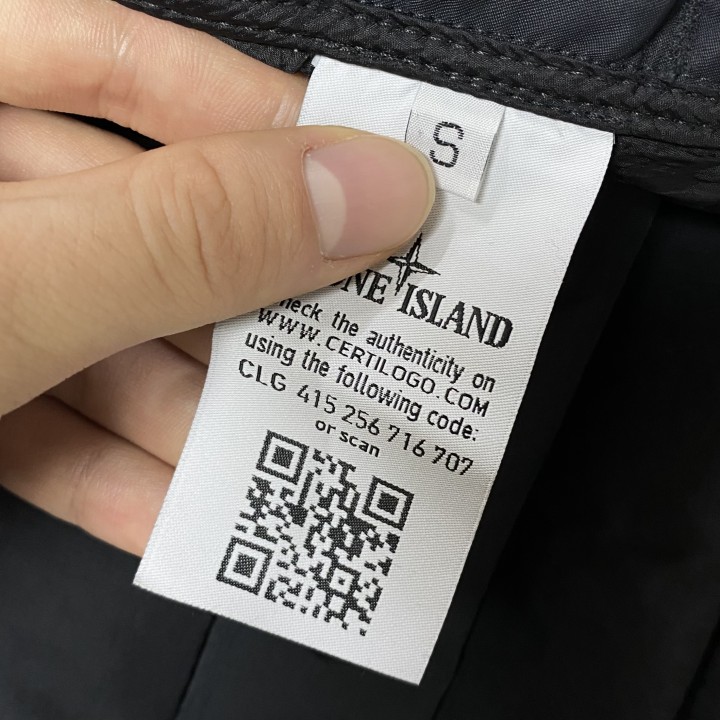 S
NE ISLAND
heck the authenticity on
WWW.CERTILOGO.COM
using the following code:
CLG 415 256 716 707
or scan